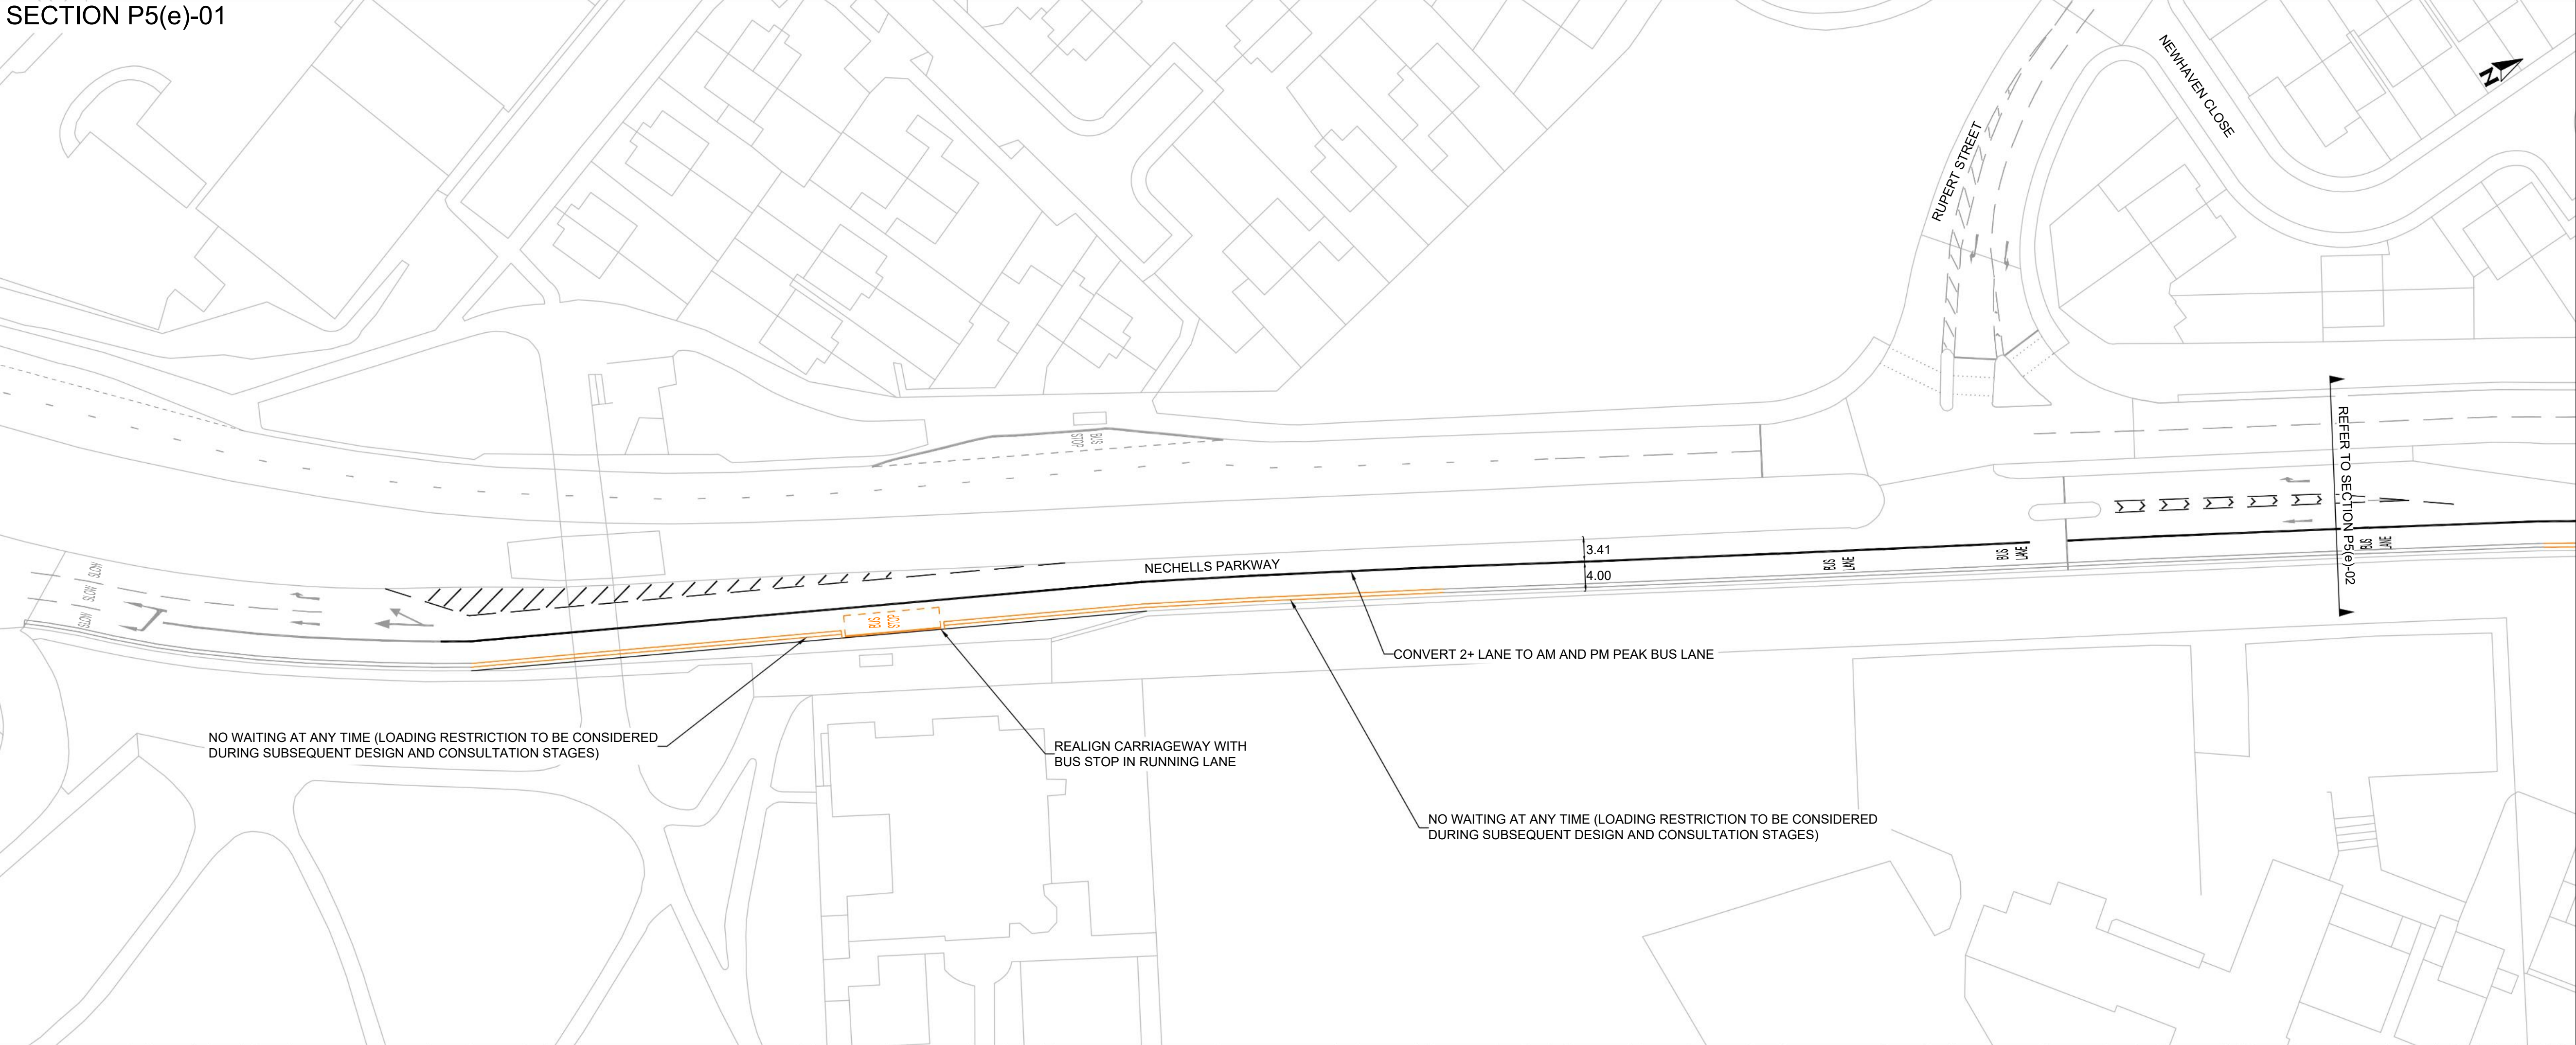 SECTION P5(e)-01
NEWHAVEN CLOSE
N
RUPERT STREET
REFER TO SECTION P5(e)-02
BUS
STOP
3.41
4.00
NECHELLS PARKWAY
BUS
LANE
BUS
LANE
BUS
LANE
SLOW
SLOW
SLOW
BUS
STOP
CONVERT 2+ LANE TO AM AND PM PEAK BUS LANE
NO WAITING AT ANY TIME (LOADING RESTRICTION TO BE CONSIDERED
DURING SUBSEQUENT DESIGN AND CONSULTATION STAGES)
REALIGN CARRIAGEWAY WITH
BUS STOP IN RUNNING LANE
NO WAITING AT ANY TIME (LOADING RESTRICTION TO BE CONSIDERED
DURING SUBSEQUENT DESIGN AND CONSULTATION STAGES)